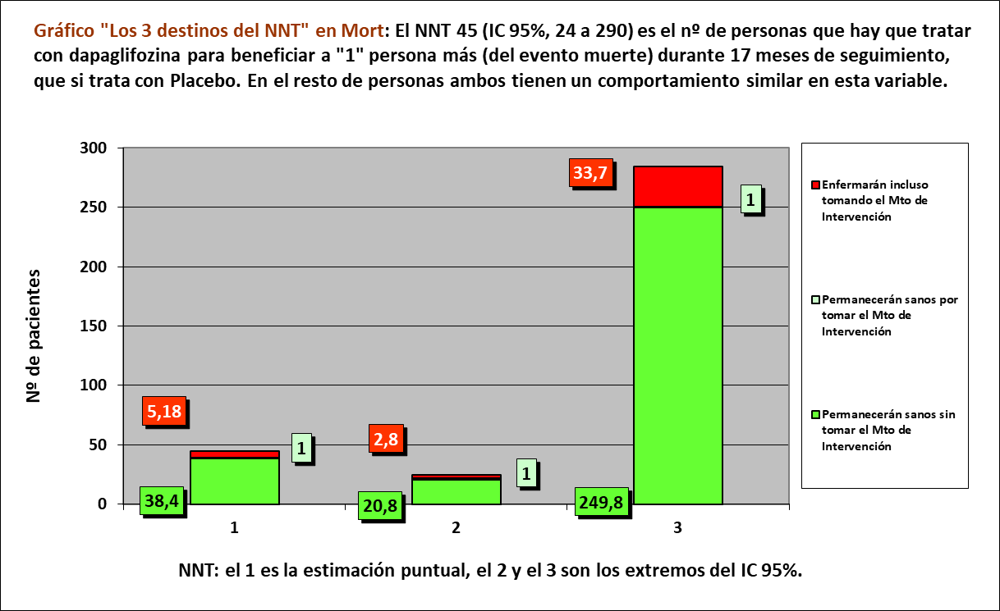 Gráfico "Los 3 destinos del NNT" en Mort: El NNT 45 (IC 95%, 24 a 290) es el nº de personas que hay que tratar
con dapaglifozina para beneficiar a "1" persona más (del evento muerte) durante 17 meses de seguimiento,
que si trata con Placebo. En el resto de personas ambos tienen un comportamiento similar en esta variable.
Nº de pacientes
300
250
200
150
100
50
0
5,18
1
38,4
2,8
1
20,8
33,7
1
249,8
1
2
3
Enfermarán incluso
tomando el Mto de
Intervención
Permanecerán sanos por
tomar el Mto de
Intervención
Permanecerán sanos sin
tomar el Mto de
Intervención
NNT: el 1 es la estimación puntual, el 2 y el 3 son los extremos del IC 95%.